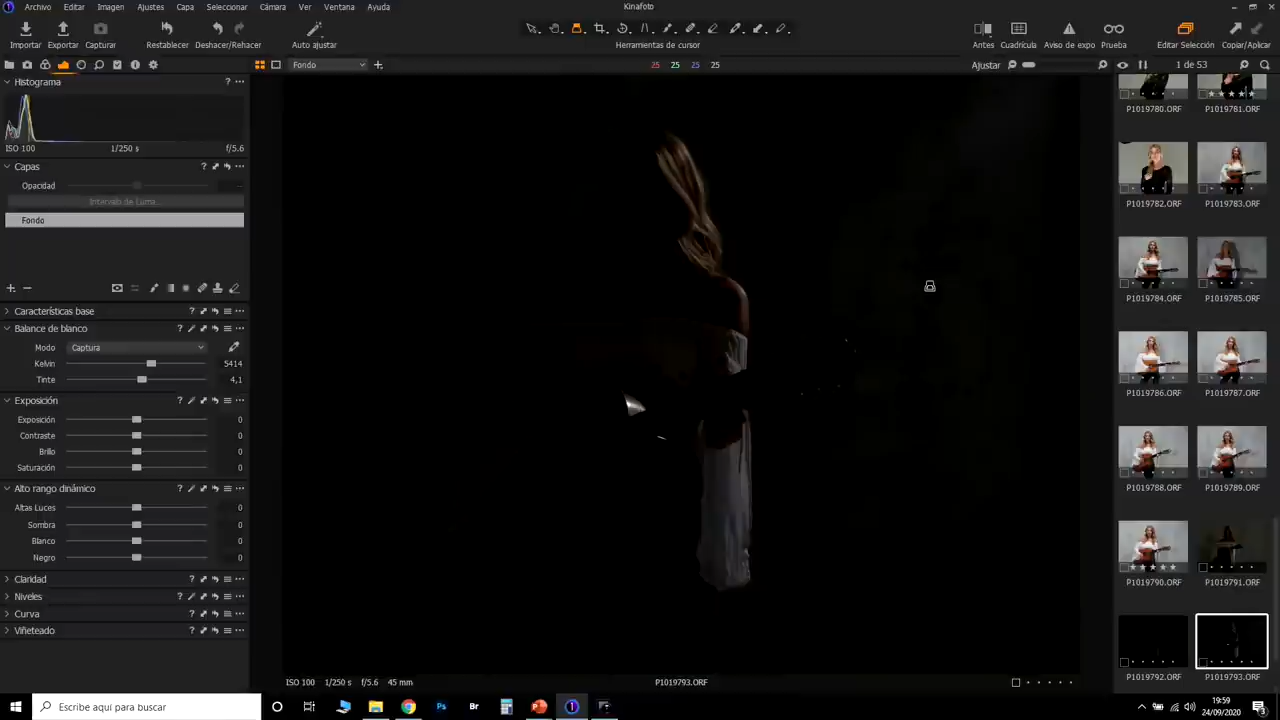 Kinafoto
Archivo Editar Imagen Ajustes Capa Seleccionar Cámara Ver Ventana Ayuda
Importar Exportar Capturar Restablecer Deshacer/Rehacer Auto ajustar Herramientas de cursor Antes Cuadrícula Aviso de expo Prueba Editar Selección Copiar/Aplicar
Fondo
25 25 25 25
Ajustar
1 de 53
Histograma
ISO 100 1/250 s f/5.6
Capas
Opacidad
Intervalo de Luma...
Fondo
Características base
Balance de blanco
Modo Captura
Kelvin 5414
Tinte 4,1
Exposición
Exposición 0
Contraste 0
Brillo 0
Saturación 0
Alto rango dinámico
Altas Luces 0
Sombra 0
Blanco 0
Negro 0
Claridad
Niveles
Curva
Viñeteado
ISO 100 1/250 s f/5.6 45 mm
P1019793.ORF
P1019780.ORF P1019781.ORF
P1019782.ORF P1019783.ORF
P1019784.ORF P1019785.ORF
P1019786.ORF P1019787.ORF
P1019788.ORF P1019789.ORF
P1019790.ORF P1019791.ORF
P1019792.ORF P1019793.ORF
Escribe aquí para buscar
Ps
Br
19:59
24/09/2020